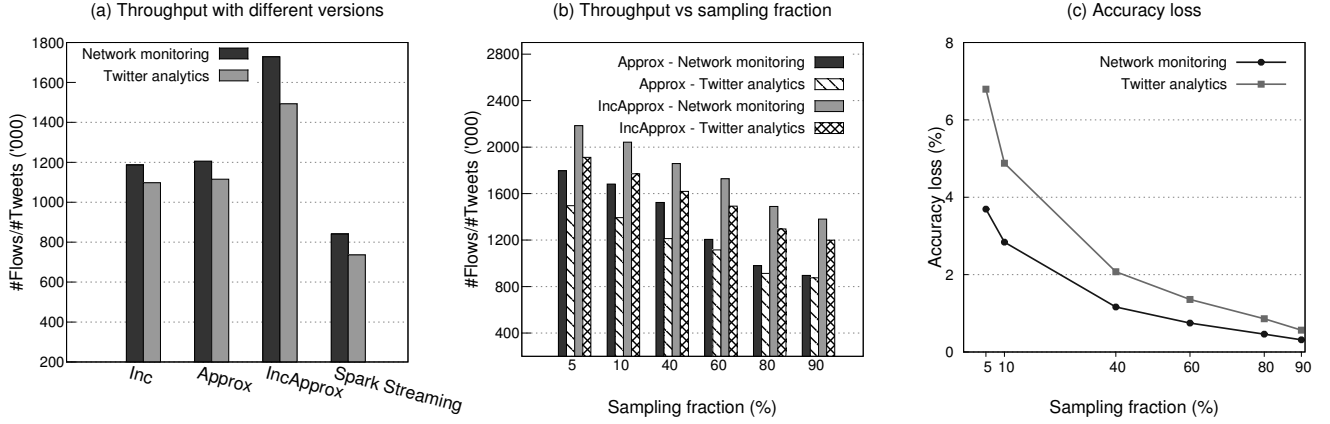 (a) Throughput with different versions
#Flows/#Tweets ('000)
1800
1600
1400
1200
1000
800
600
400
200
Network monitoring
Twitter analytics
Inc
Approx
IncApprox
Spark Streaming
(b) Throughput vs sampling fraction
#Flows/#Tweets ('000)
2800
2400
2000
1600
1200
800
400
Approx - Network monitoring
Approx - Twitter analytics
IncApprox - Network monitoring
IncApprox - Twitter analytics
5 10 40 60 80 90
Sampling fraction (%)
(c) Accuracy loss
Accuracy loss (%)
8
6
4
2
0
Network monitoring
Twitter analytics
5 10 40 60 80 90
Sampling fraction (%)